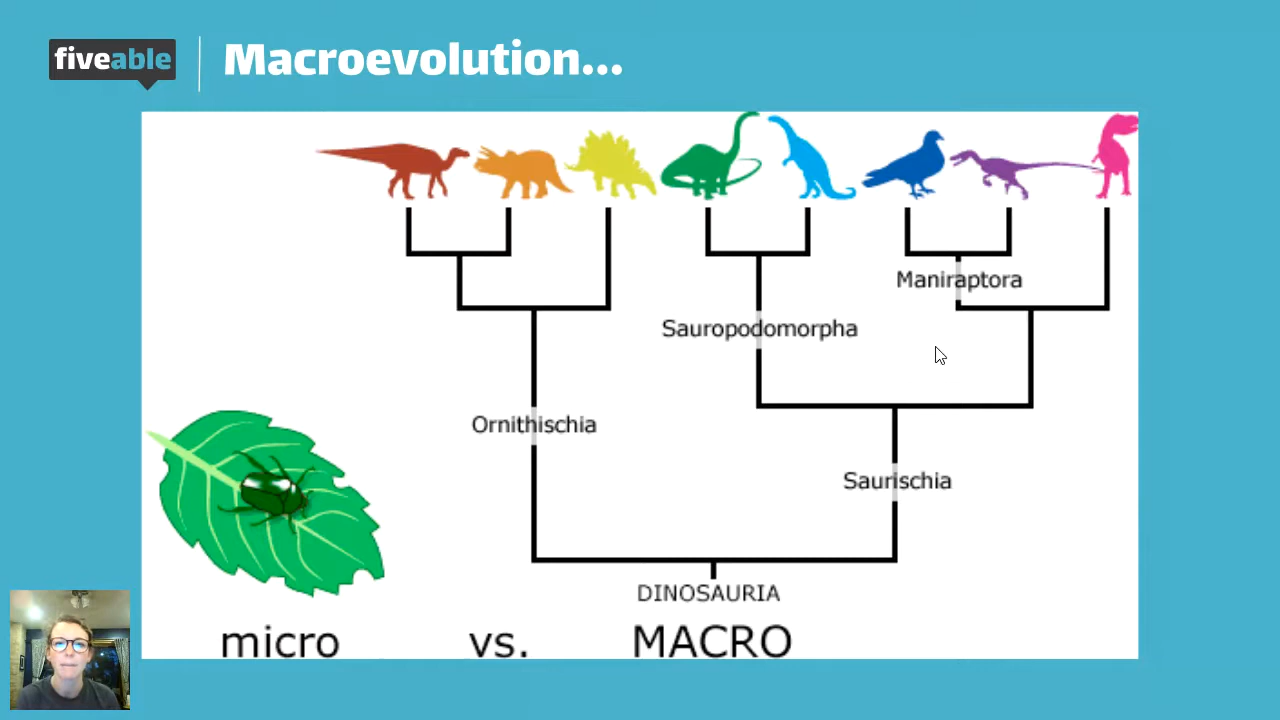 fiveable
Macroevolution...
Maniraptora
Sauropodomorpha
Ornithischia
Saurischia
DINOSAURIA
micro vs. MACRO